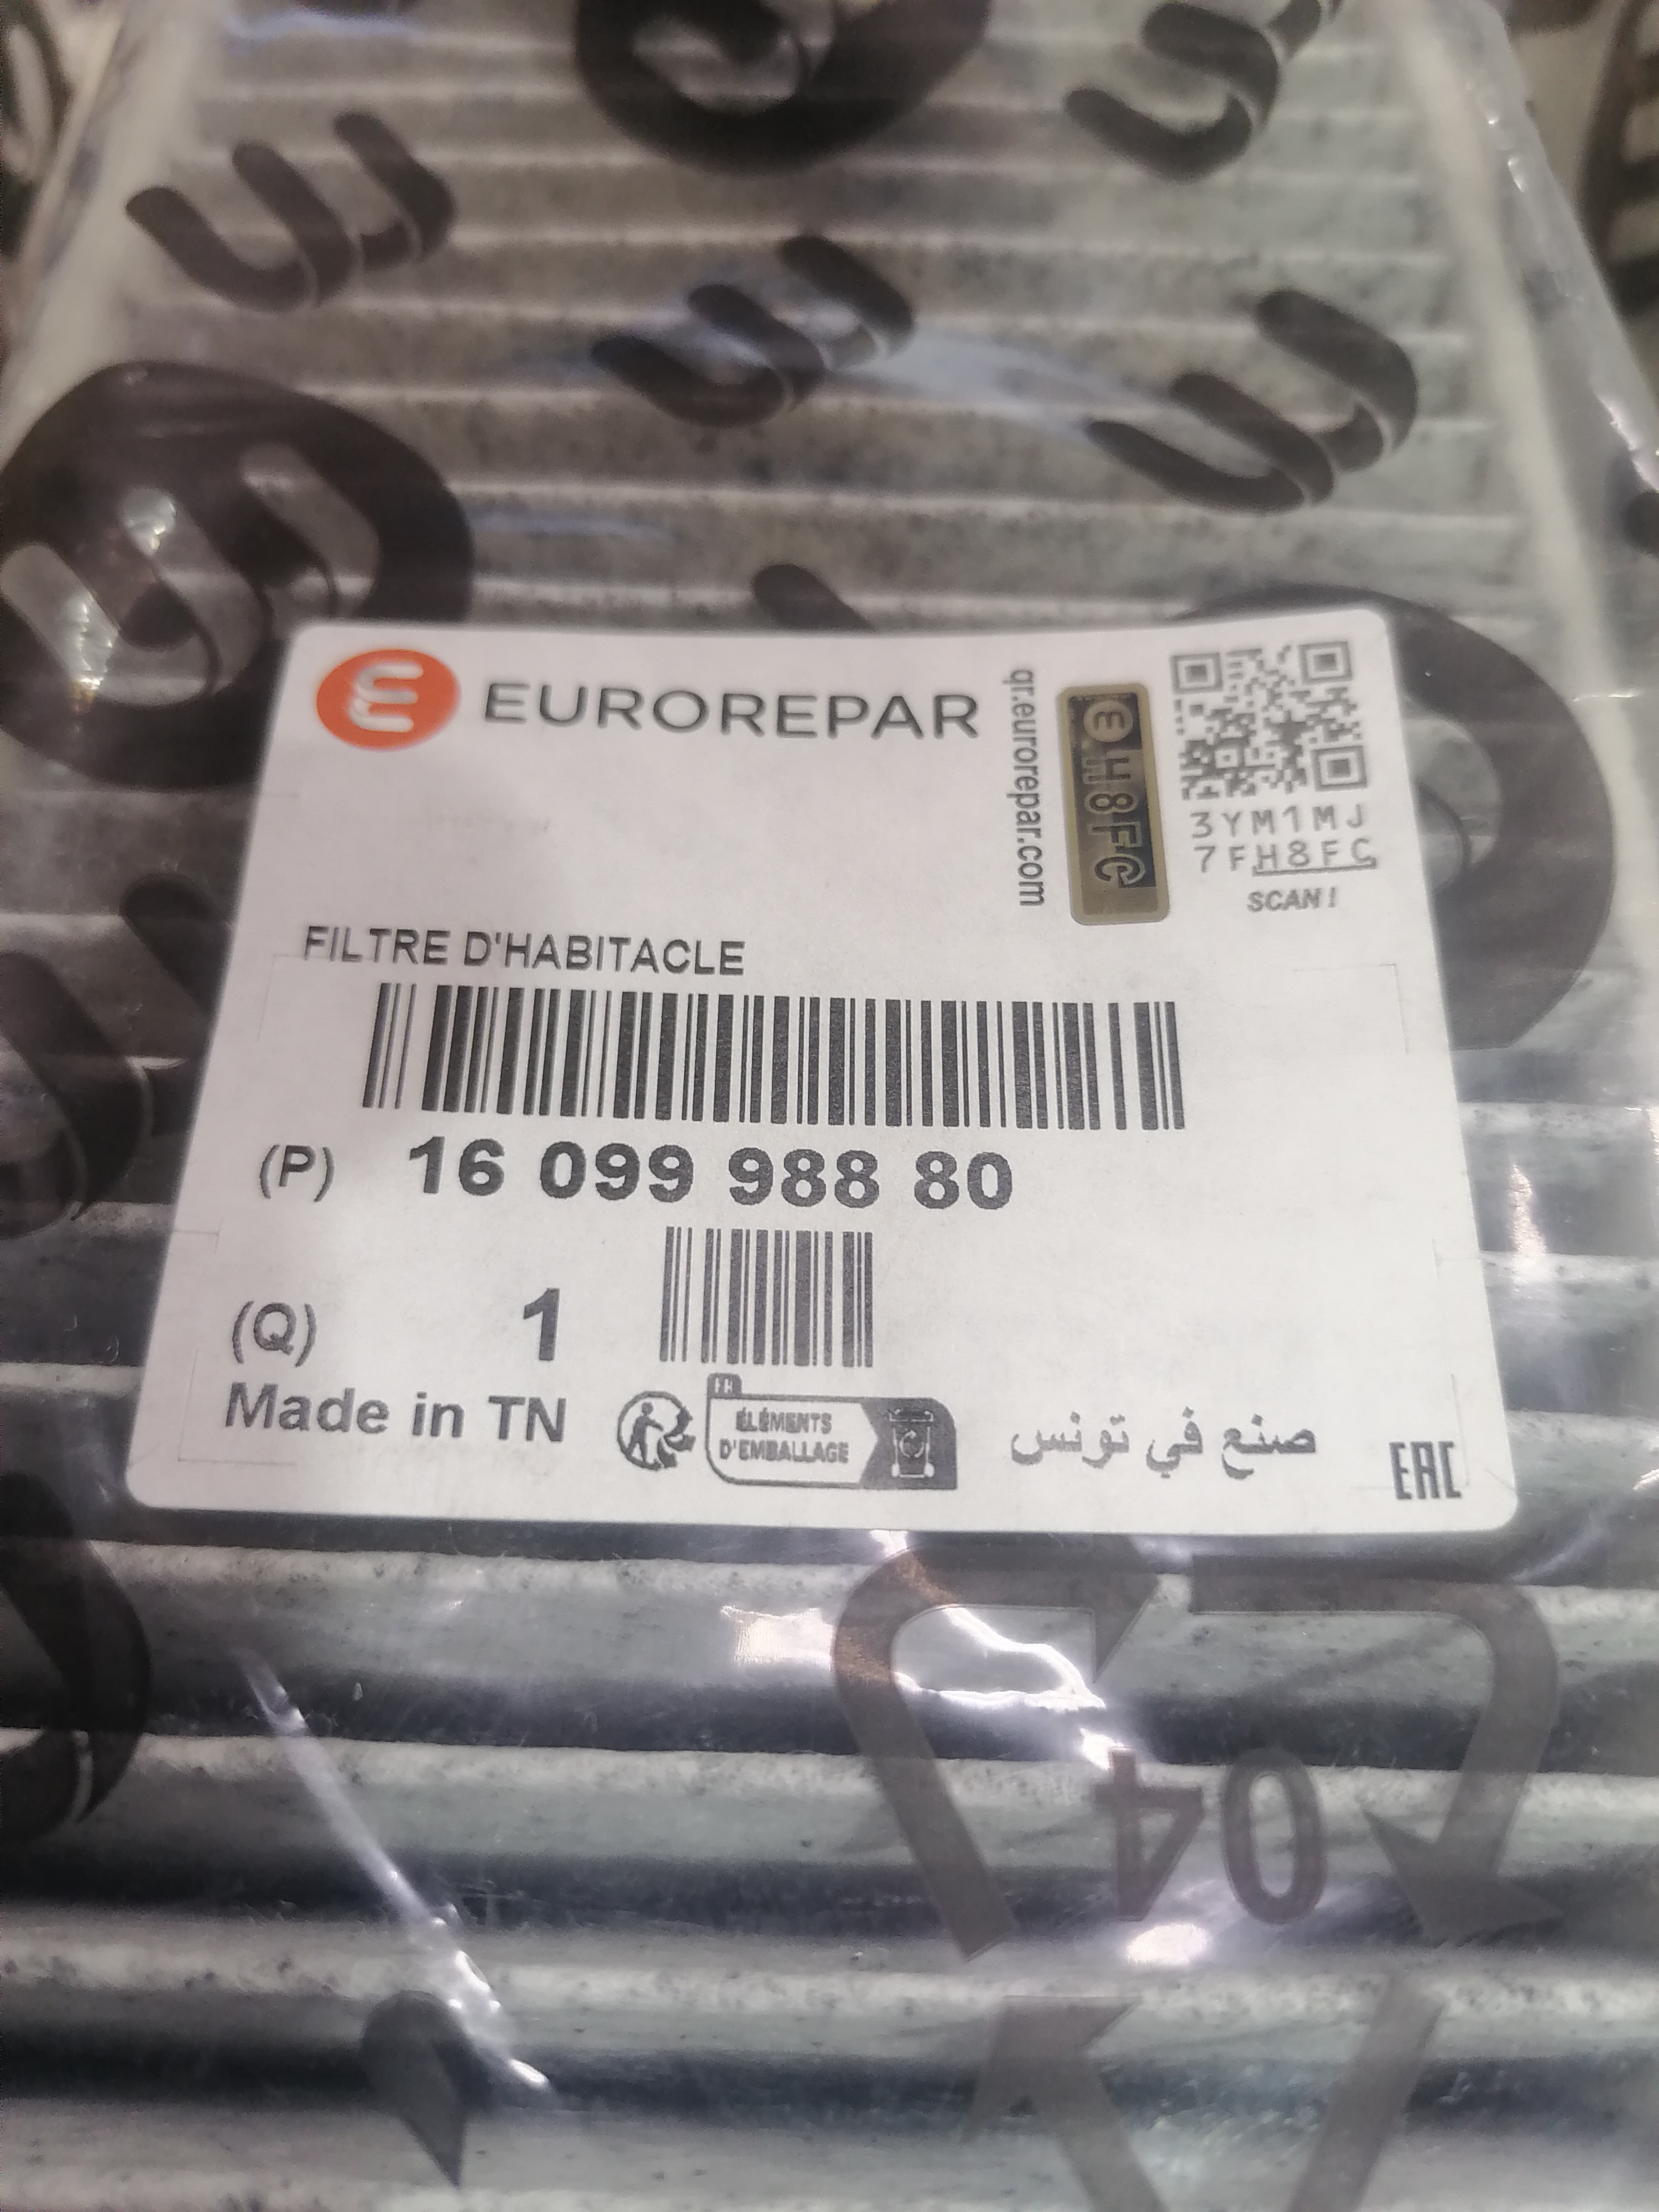 EUROREPAR
qr.eurorepar.com
H8FC
3YM1MJ
7FH8FC
SCAN!
FILTRE D'HABITACLE
(P) 16 099 988 80
(Q) 1
Made in TN
FR
ÉLÉMENTS
D'EMBALLAGE
صنع في تونس
EAC
04